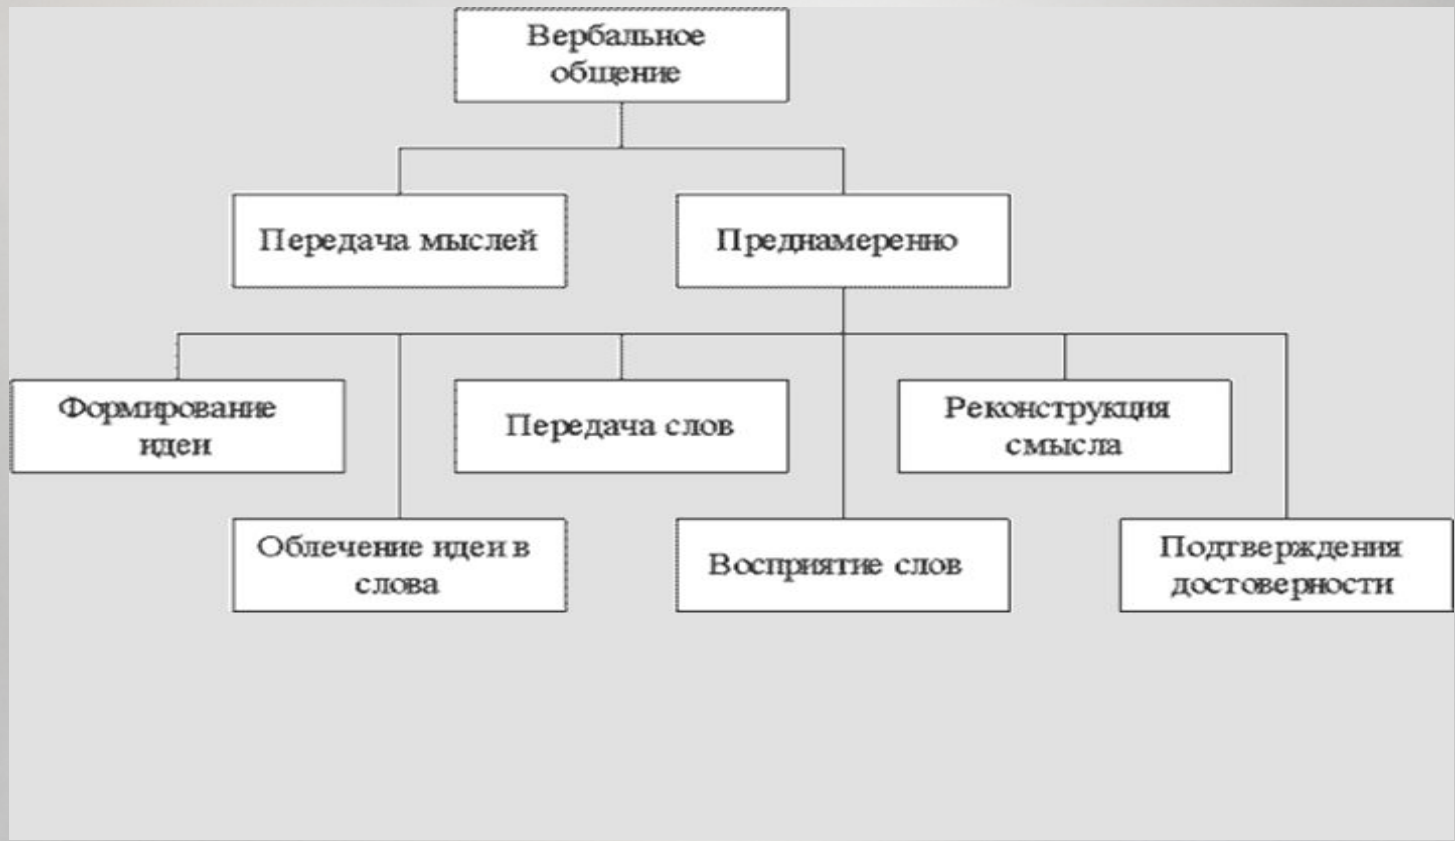 Вербальное
общение
Передача мыслей
Преднамеренно
Формирование
идеи
Передача слов
Реконструкция
смысла
Облечение идеи в
слова
Восприятие слов
Подтверждения
достоверности